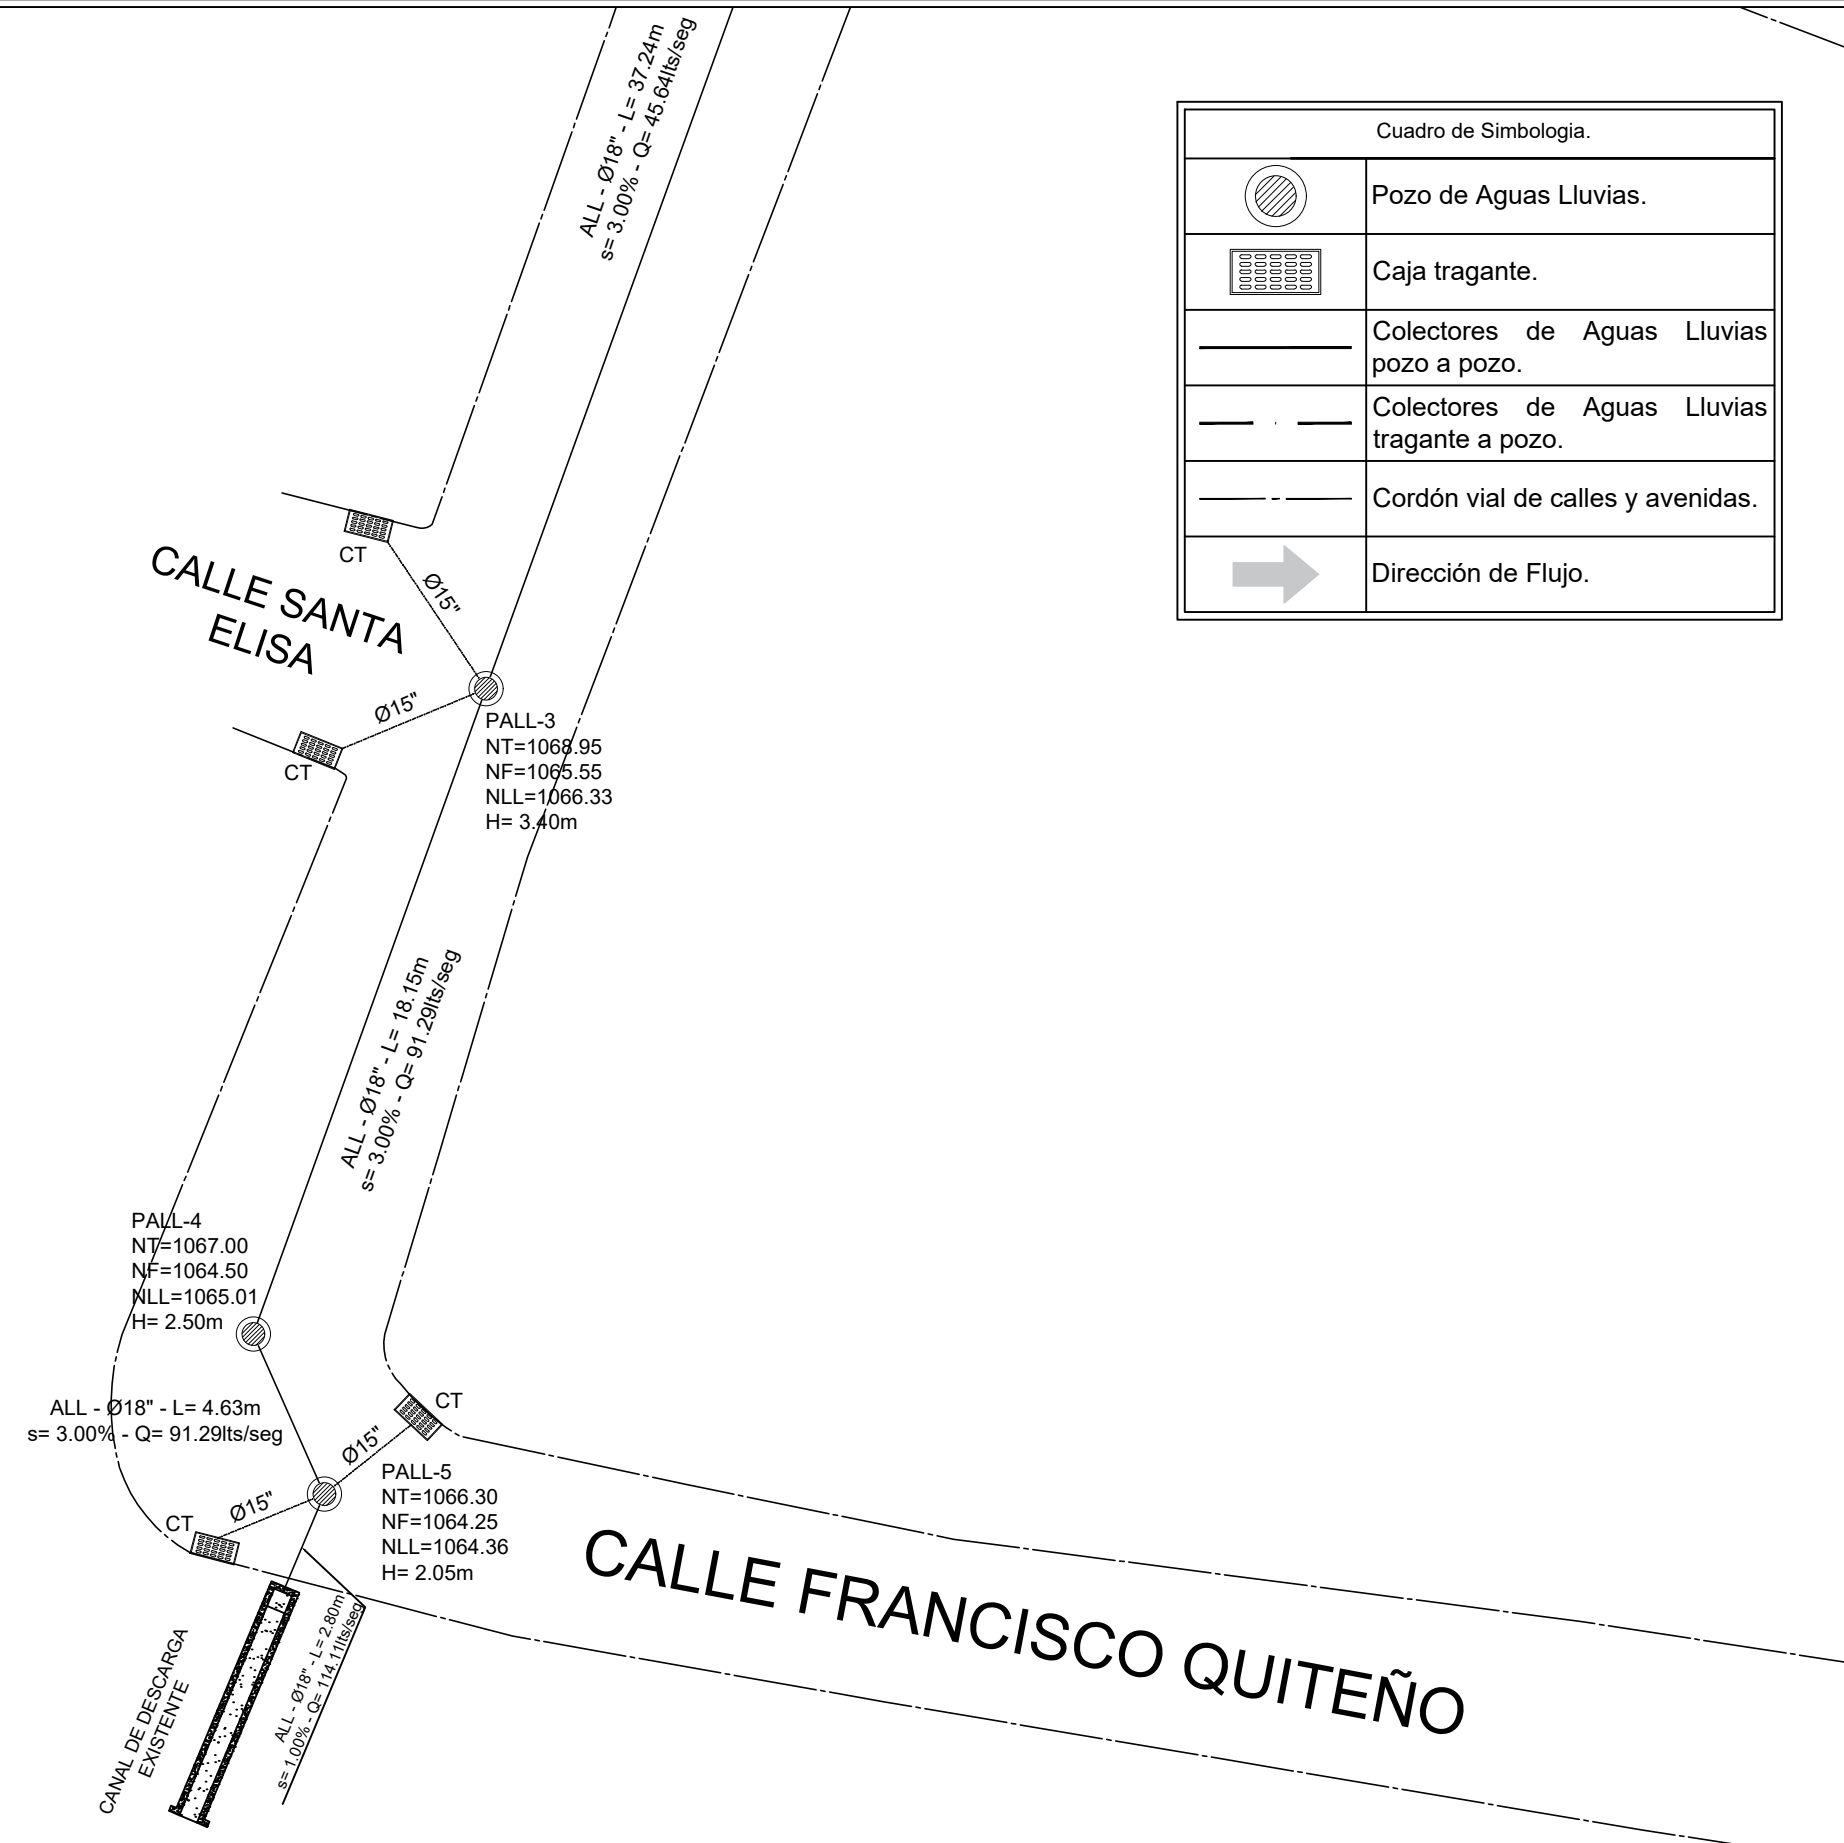 ALL - Ø18" - L= 37.24m
s= 3.00% - Q= 45.64lts/seg
Cuadro de Simbologia.
Pozo de Aguas Lluvias.
Caja tragante.
Colectores de Aguas Lluvias
pozo a pozo.
Colectores de Aguas Lluvias
tragante a pozo.
Cordón vial de calles y avenidas.
Dirección de Flujo.
CT
CALLE SANTA
ELISA
Ø15"
Ø15"
CT
PALL-3
NT=1068.95
NF=1065.55
NLL=1066.33
H= 3.40m
ALL - Ø18" - L= 18.15m
s= 3.00% - Q= 91.29lts/seg
PALL-4
NT=1067.00
NF=1064.50
NLL=1065.01
H= 2.50m
ALL - Ø18" - L= 4.63m
s= 3.00% - Q= 91.29lts/seg
CT
Ø15"
PALL-5
NT=1066.30
NF=1064.25
NLL=1064.36
H= 2.05m
Ø15"
CT
CALLE FRANCISCO QUITEÑO
ALL - Ø18" - L= 2.80m
s= 1.00% - Q= 114.11lts/seg
CANAL DE DESCARGA
EXISTENTE